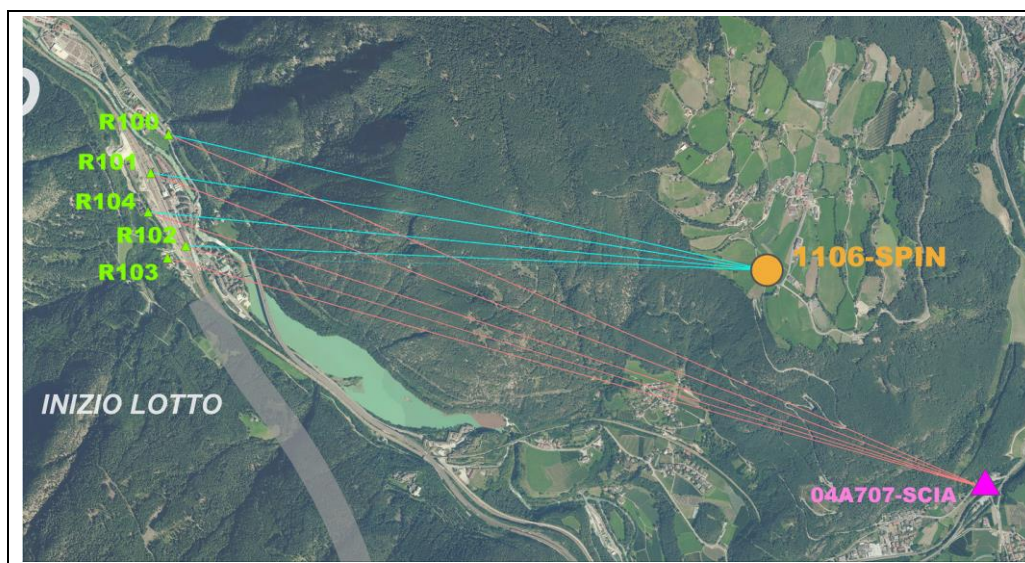 R100
R101
R104
R102
R103
1106-SPIN
INIZIO LOTTO
04A707-SCIA